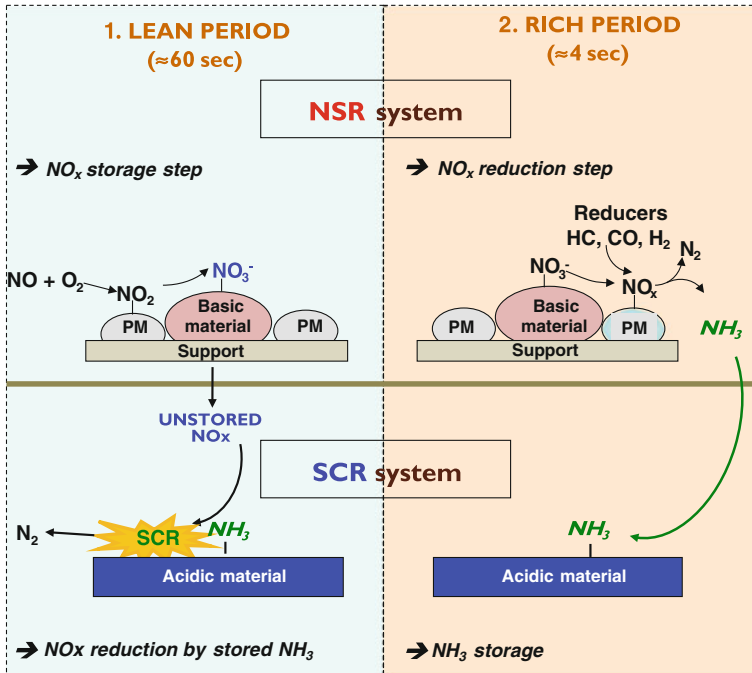 1. LEAN PERIOD
(≈60 sec)
2. RICH PERIOD
(≈4 sec)
NSR system
➔ NOₓ storage step
➔ NOₓ reduction step
Reducers
HC, CO, H₂
N₂
NO + O₂
NO₂
NO₃⁻
NO₃⁻
NOₓ
NH₃
PM
Basic
material
PM
Support
PM
Basic
material
PM
Support
UNSTORED
NOx
SCR system
N₂
SCR
NH₃
Acidic material
NH₃
Acidic material
➔ NOx reduction by stored NH₃
➔ NH₃ storage